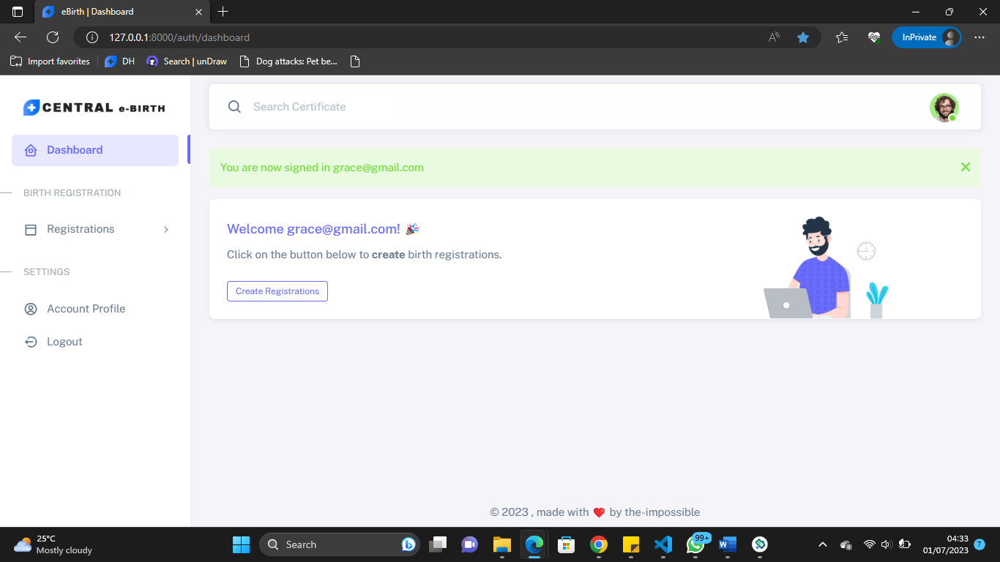 eBirth | Dashboard
127.0.0.1:8000/auth/dashboard
InPrivate
Import favorites
DH
Search | unDraw
Dog attacks: Pet be...
CENTRAL e-BIRTH
Search Certificate
Dashboard
You are now signed in grace@gmail.com
BIRTH REGISTRATION
Registrations
Welcome grace@gmail.com! 🎉
Click on the button below to create birth registrations.
Create Registrations
SETTINGS
Account Profile
Logout
© 2023 , made with ❤️ by the-impossible
25°C
Mostly cloudy
Search
99+
04:33
01/07/2023
7